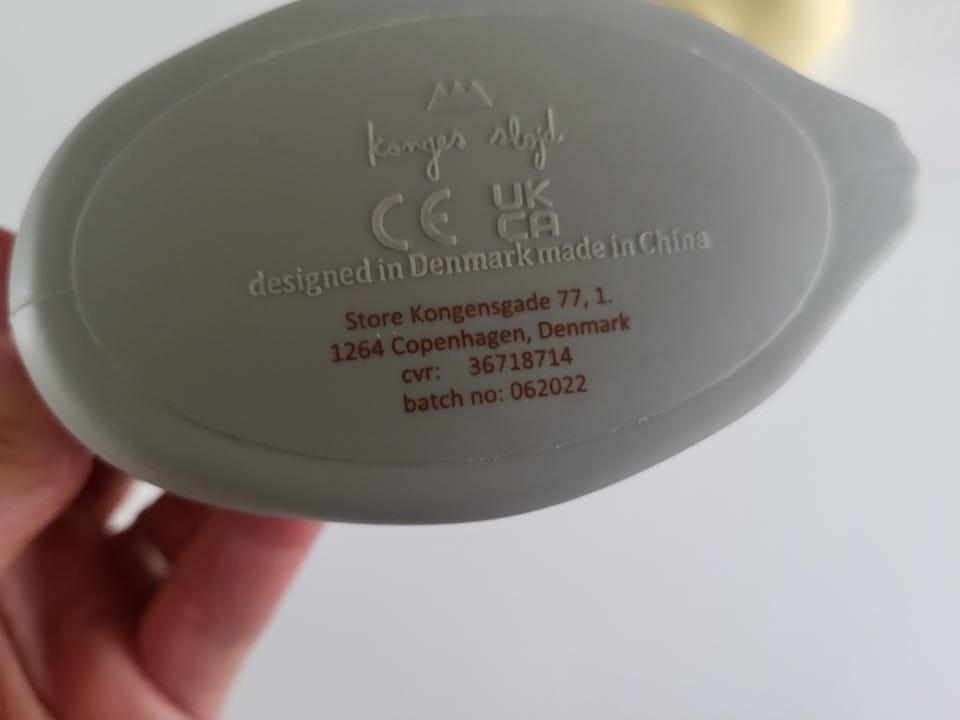 konges sløjd
CE UK
CA
designed in Denmark made in China
Store Kongensgade 77, 1.
1264 Copenhagen, Denmark
cvr: 36718714
batch no: 062022